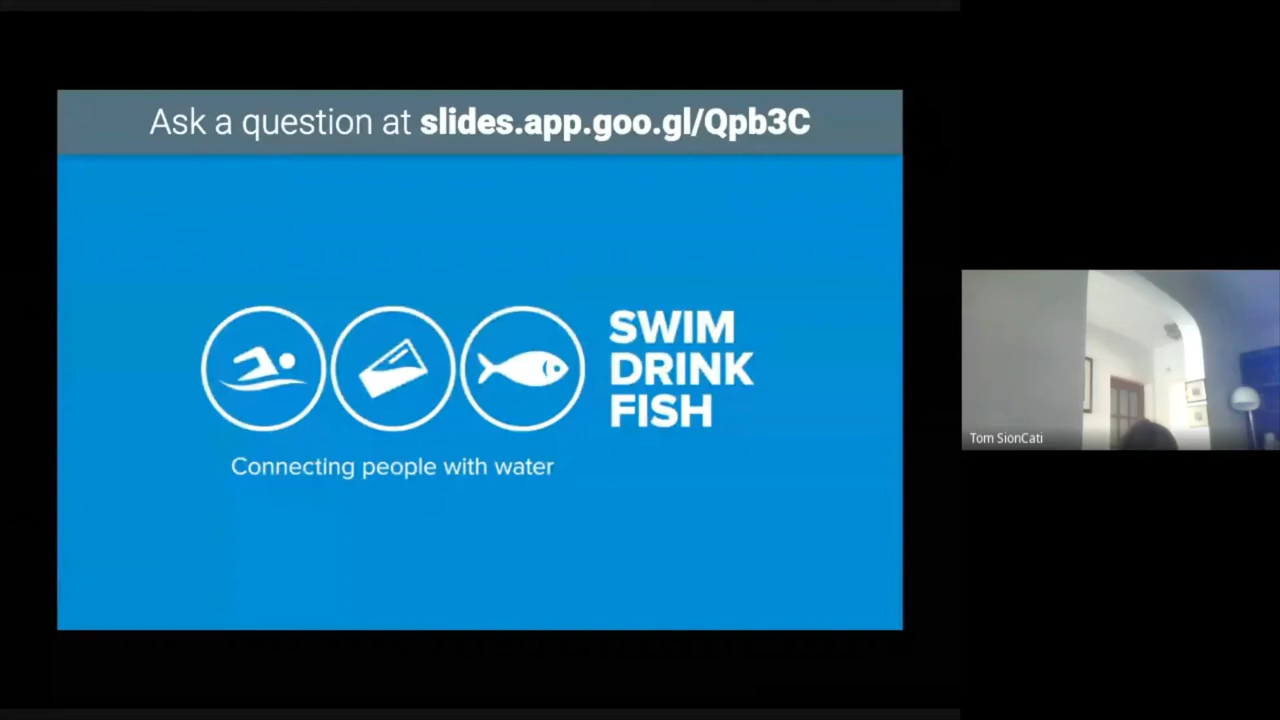 Ask a question at slides.app.goo.gl/Qpb3C
SWIM
DRINK
FISH
Connecting people with water
Tom SionCati